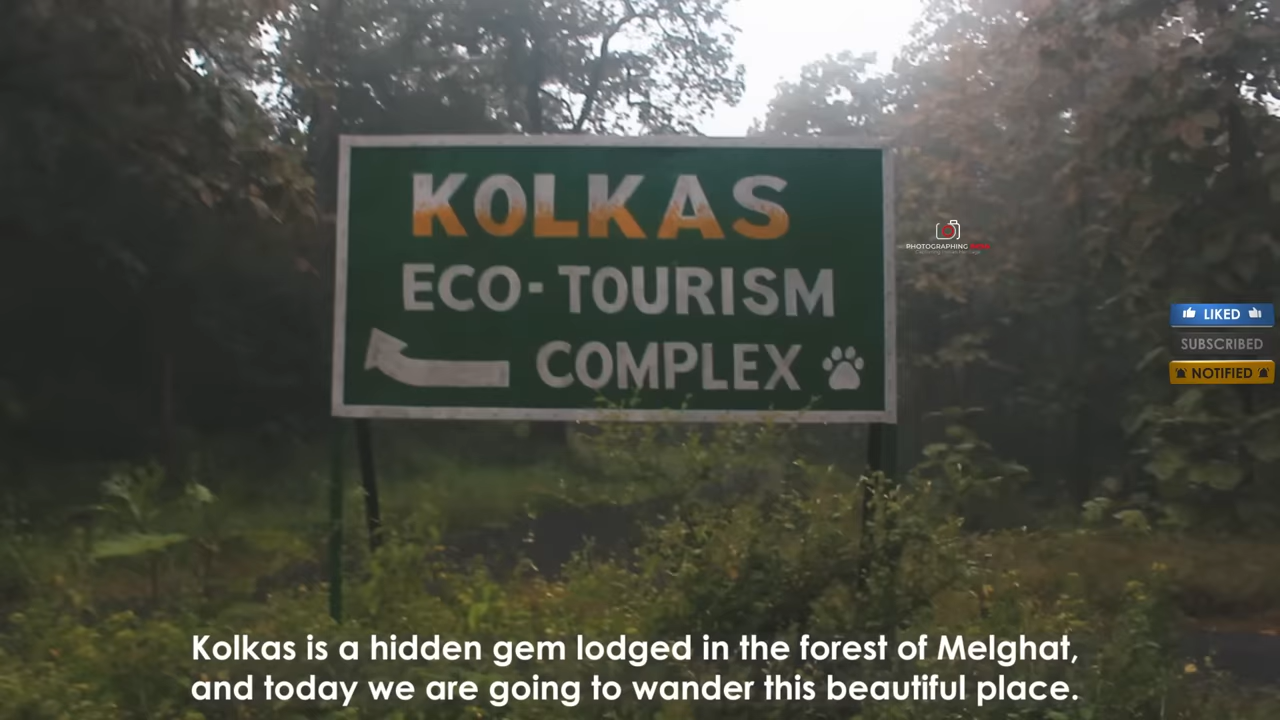 KOLKAS
ECO-TOURISM
COMPLEX
PHOTOGRAPHING
LIKED
SUBSCRIBED
NOTIFIED
Kolkas is a hidden gem lodged in the forest of Melghat,
and today we are going to wander this beautiful place.